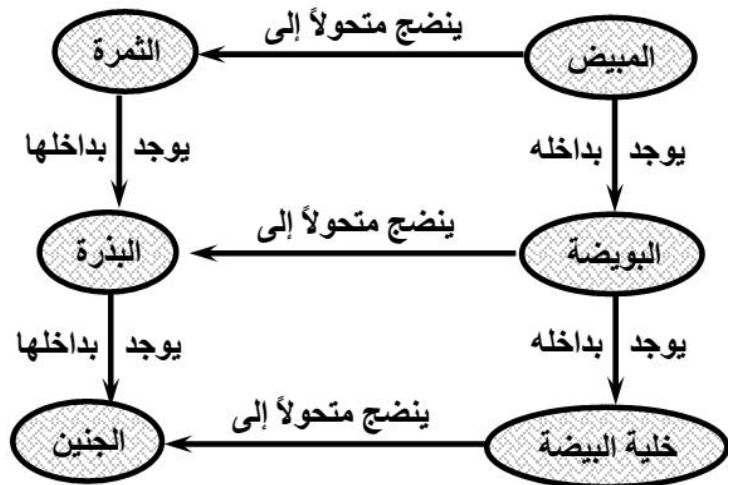 ينضج متحولاً إلى
المبيض
الثمرة
يوجد بداخله
يوجد بداخلها
ينضج متحولاً إلى
البويضة
البذرة
يوجد بداخله
يوجد بداخلها
ينضج متحولاً إلى
خلية البيضة
الجنين